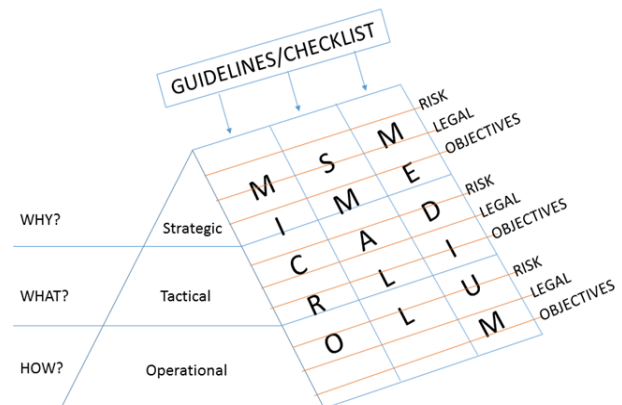 GUIDELINES/CHECKLIST
RISK
LEGAL
OBJECTIVES
RISK
LEGAL
OBJECTIVES
RISK
LEGAL
OBJECTIVES
MICRO
SMALL
MEDIUM
WHY?
Strategic
WHAT?
Tactical
HOW?
Operational